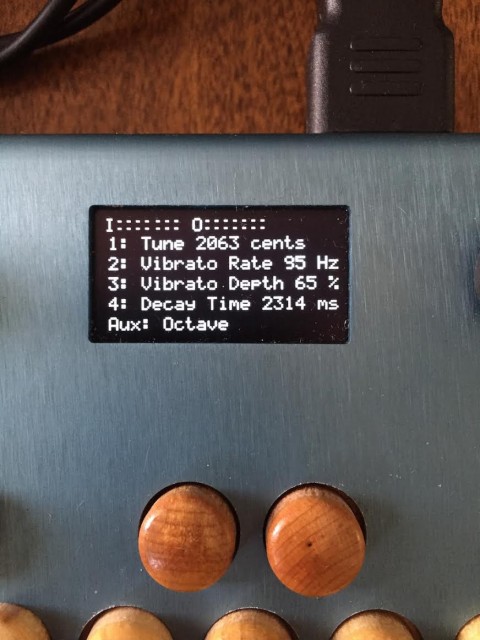 I::::::: O:::::::
1: Tune 2063 cents
2: Vibrato Rate 95 Hz
3: Vibrato Depth 65 %
4: Decay Time 2314 ms
Aux: Octave